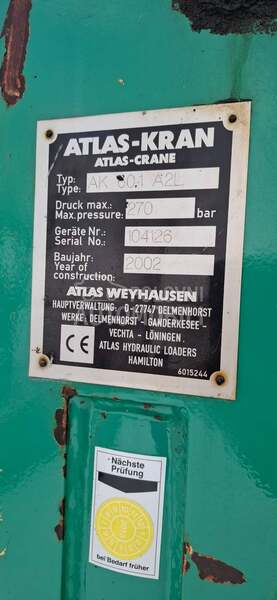 ATLAS-KRAN
ATLAS-CRANE
Typ:
Type: AK 60.1 A2L
Druck max.:
Max.pressure: 270 bar
Geräte Nr.:
Serial No.: 104126
Baujahr:
Year of
construction: 2002
ATLAS WEYHAUSEN
HAUPTVERWALTUNG: D-27747 DELMENHORST
WERKE: DELMENHORST - GANDERKESEE -
VECHTA - LÖNINGEN.
ATLAS HYDRAULIC LOADERS
HAMILTON
CE
6015244
Nächste
Prüfung
bei Bedarf früher